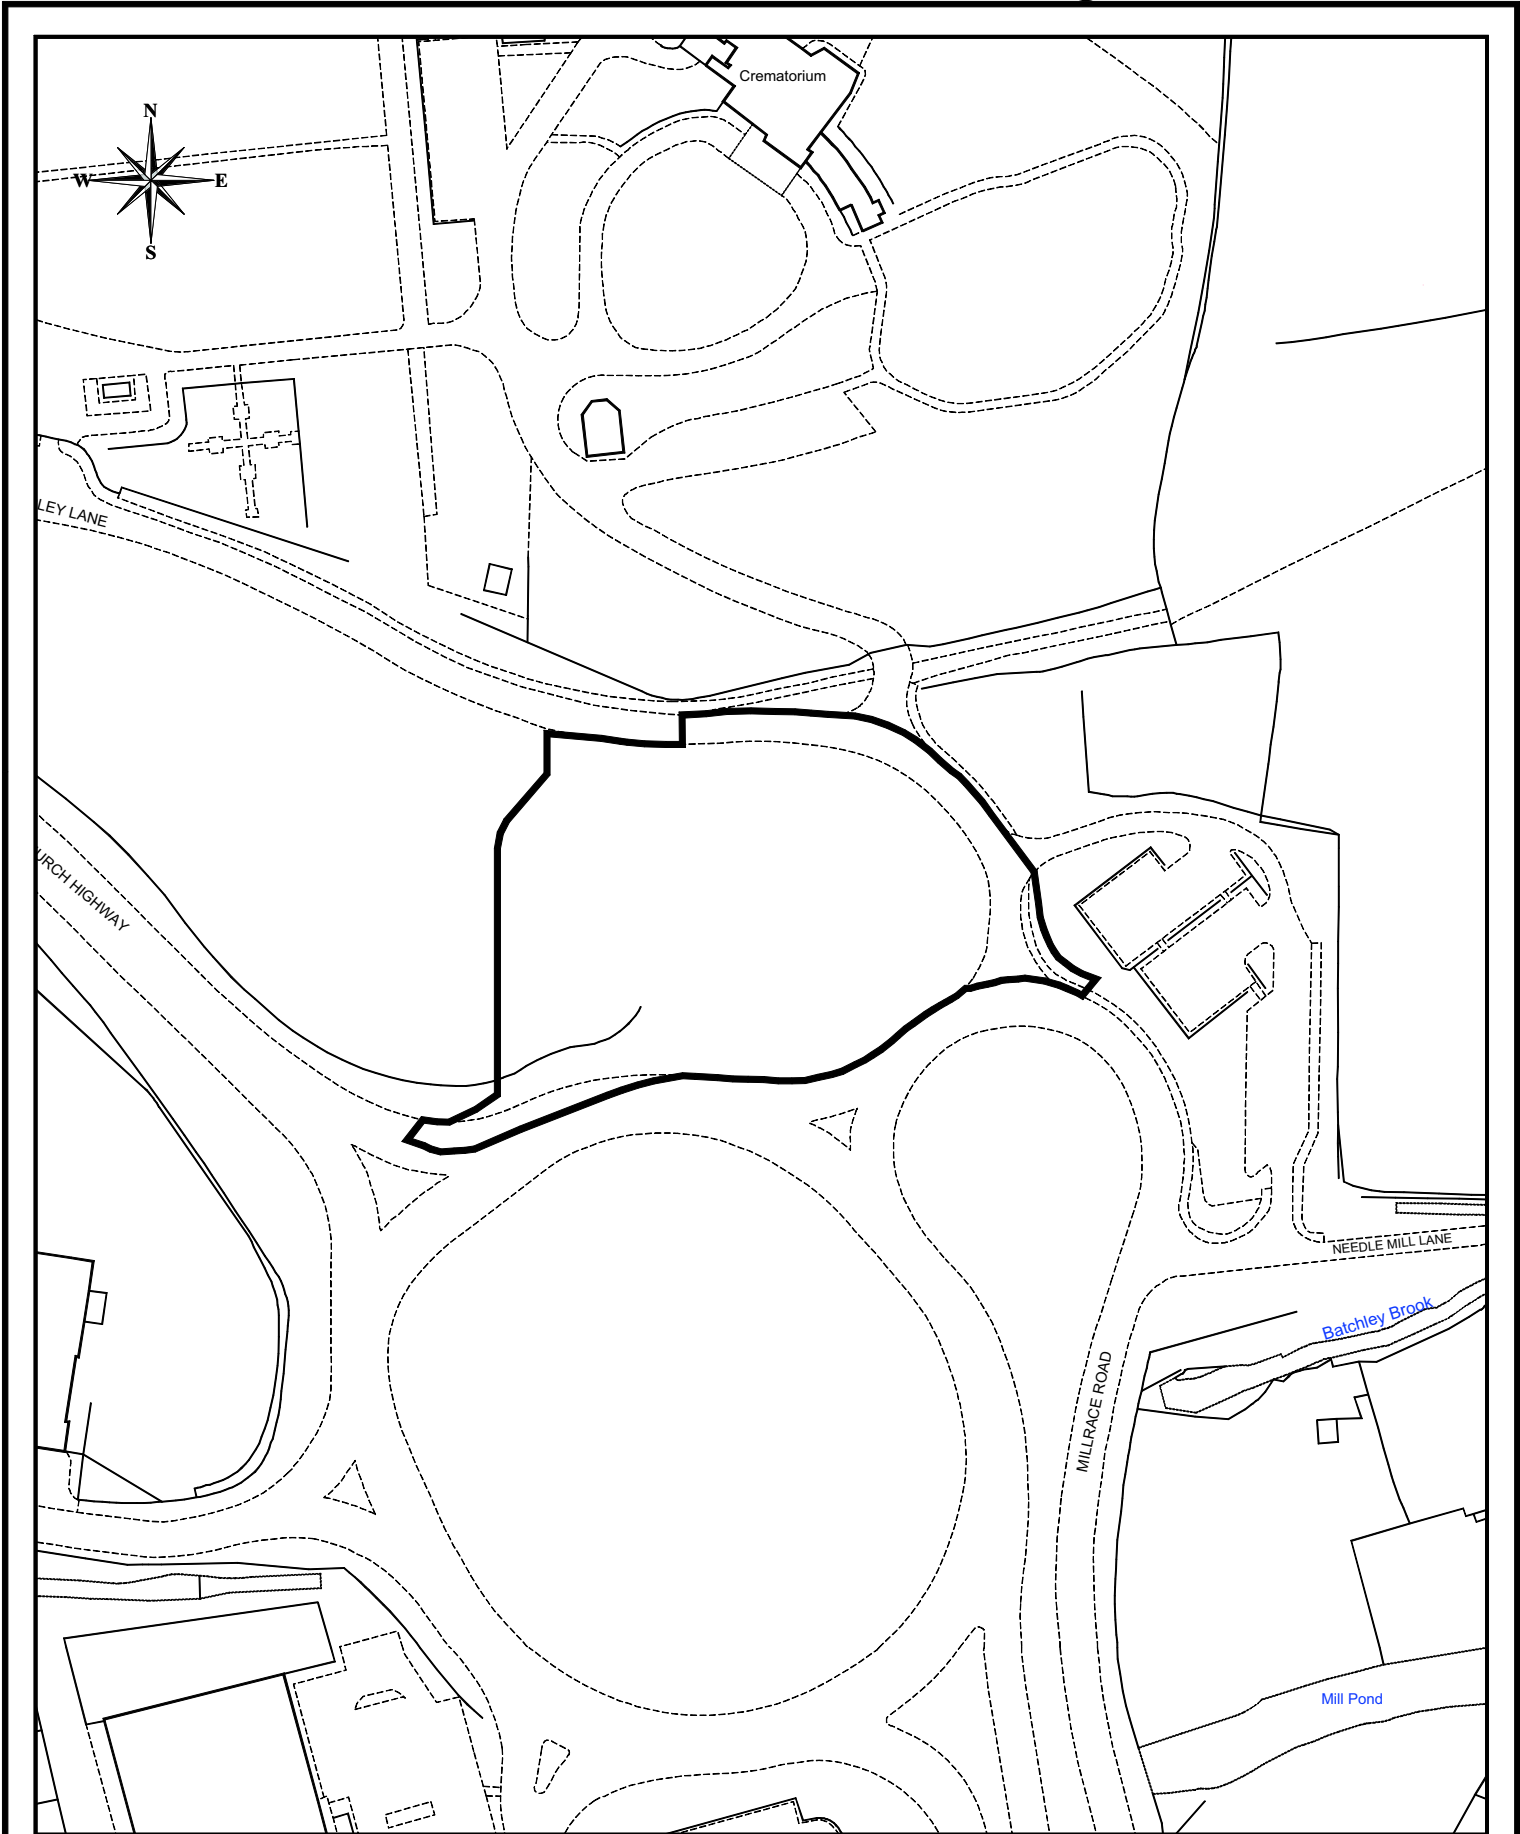 Crematorium
N
W E
S
LEY LANE
URCH HIGHWAY
NEEDLE MILL LANE
Batchley Brook
MILLRACE ROAD
Mill Pond